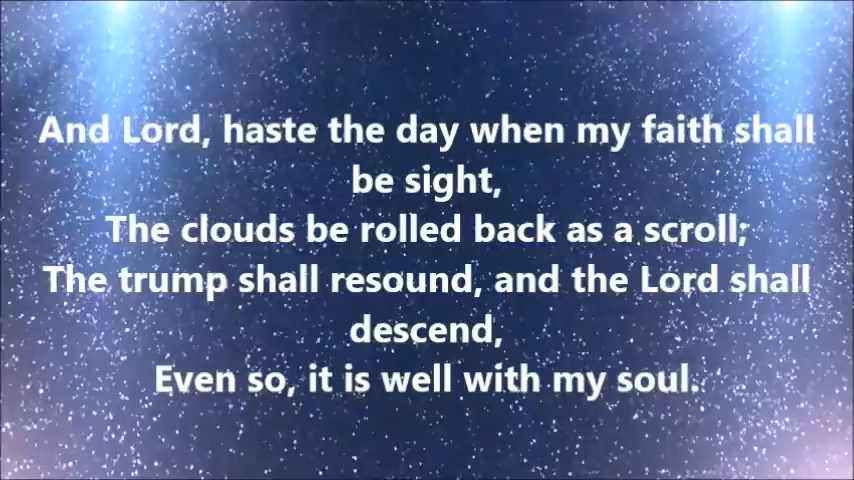 And Lord, haste the day when my faith shall
be sight,
The clouds be rolled back as a scroll;
The trump shall resound, and the Lord shall
descend,
Even so, it is well with my soul.